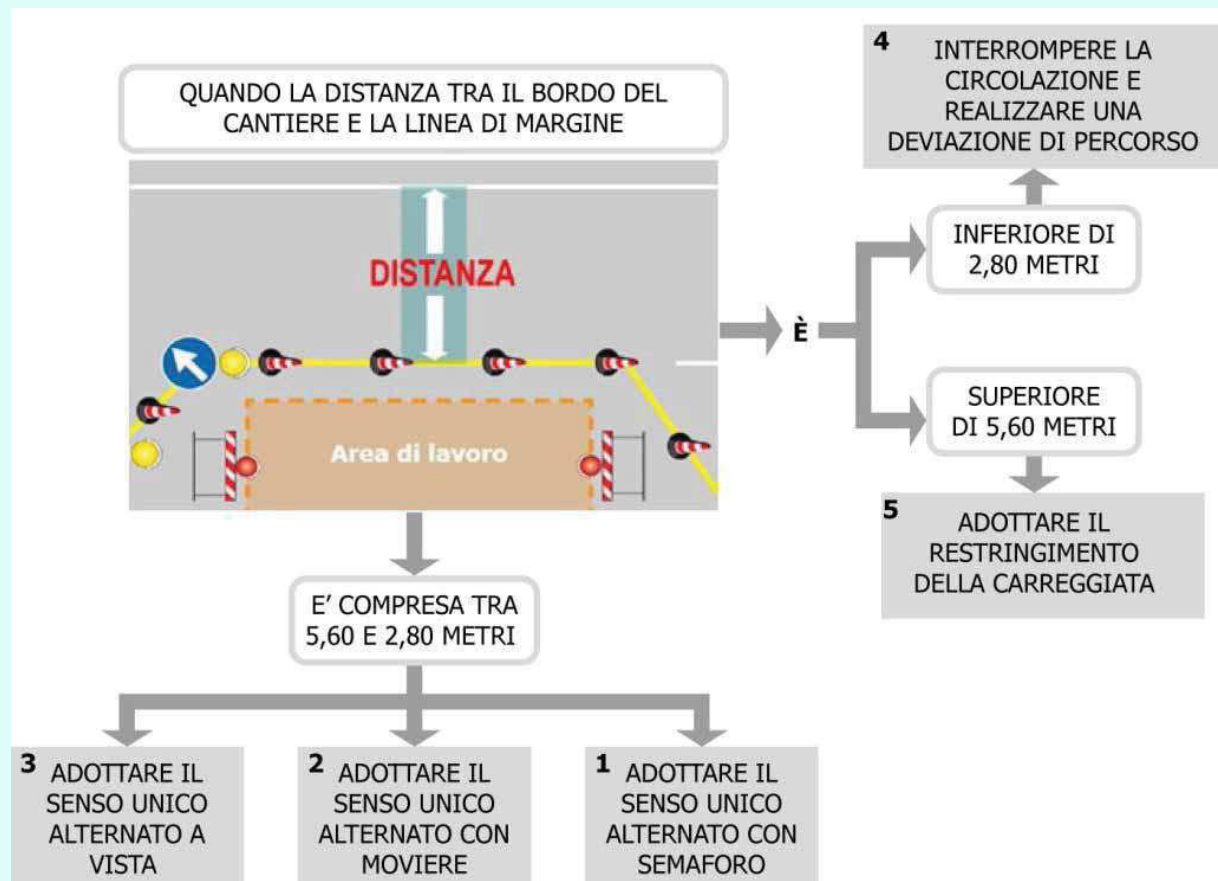 QUANDO LA DISTANZA TRA IL BORDO DEL
CANTIERE E LA LINEA DI MARGINE
DISTANZA
Area di lavoro
È
4
INTERROMPERE LA
CIRCOLAZIONE E
REALIZZARE UNA
DEVIAZIONE DI PERCORSO
INFERIORE DI
2,80 METRI
SUPERIORE
DI 5,60 METRI
5
ADOTTARE IL
RESTRINGIMENTO
DELLA CARREGGIATA
E' COMPRESA TRA
5,60 E 2,80 METRI
3
ADOTTARE IL
SENSO UNICO
ALTERNATO A
VISTA
2
ADOTTARE IL
SENSO UNICO
ALTERNATO CON
MOVIERE
1
ADOTTARE IL
SENSO UNICO
ALTERNATO CON
SEMAFORO